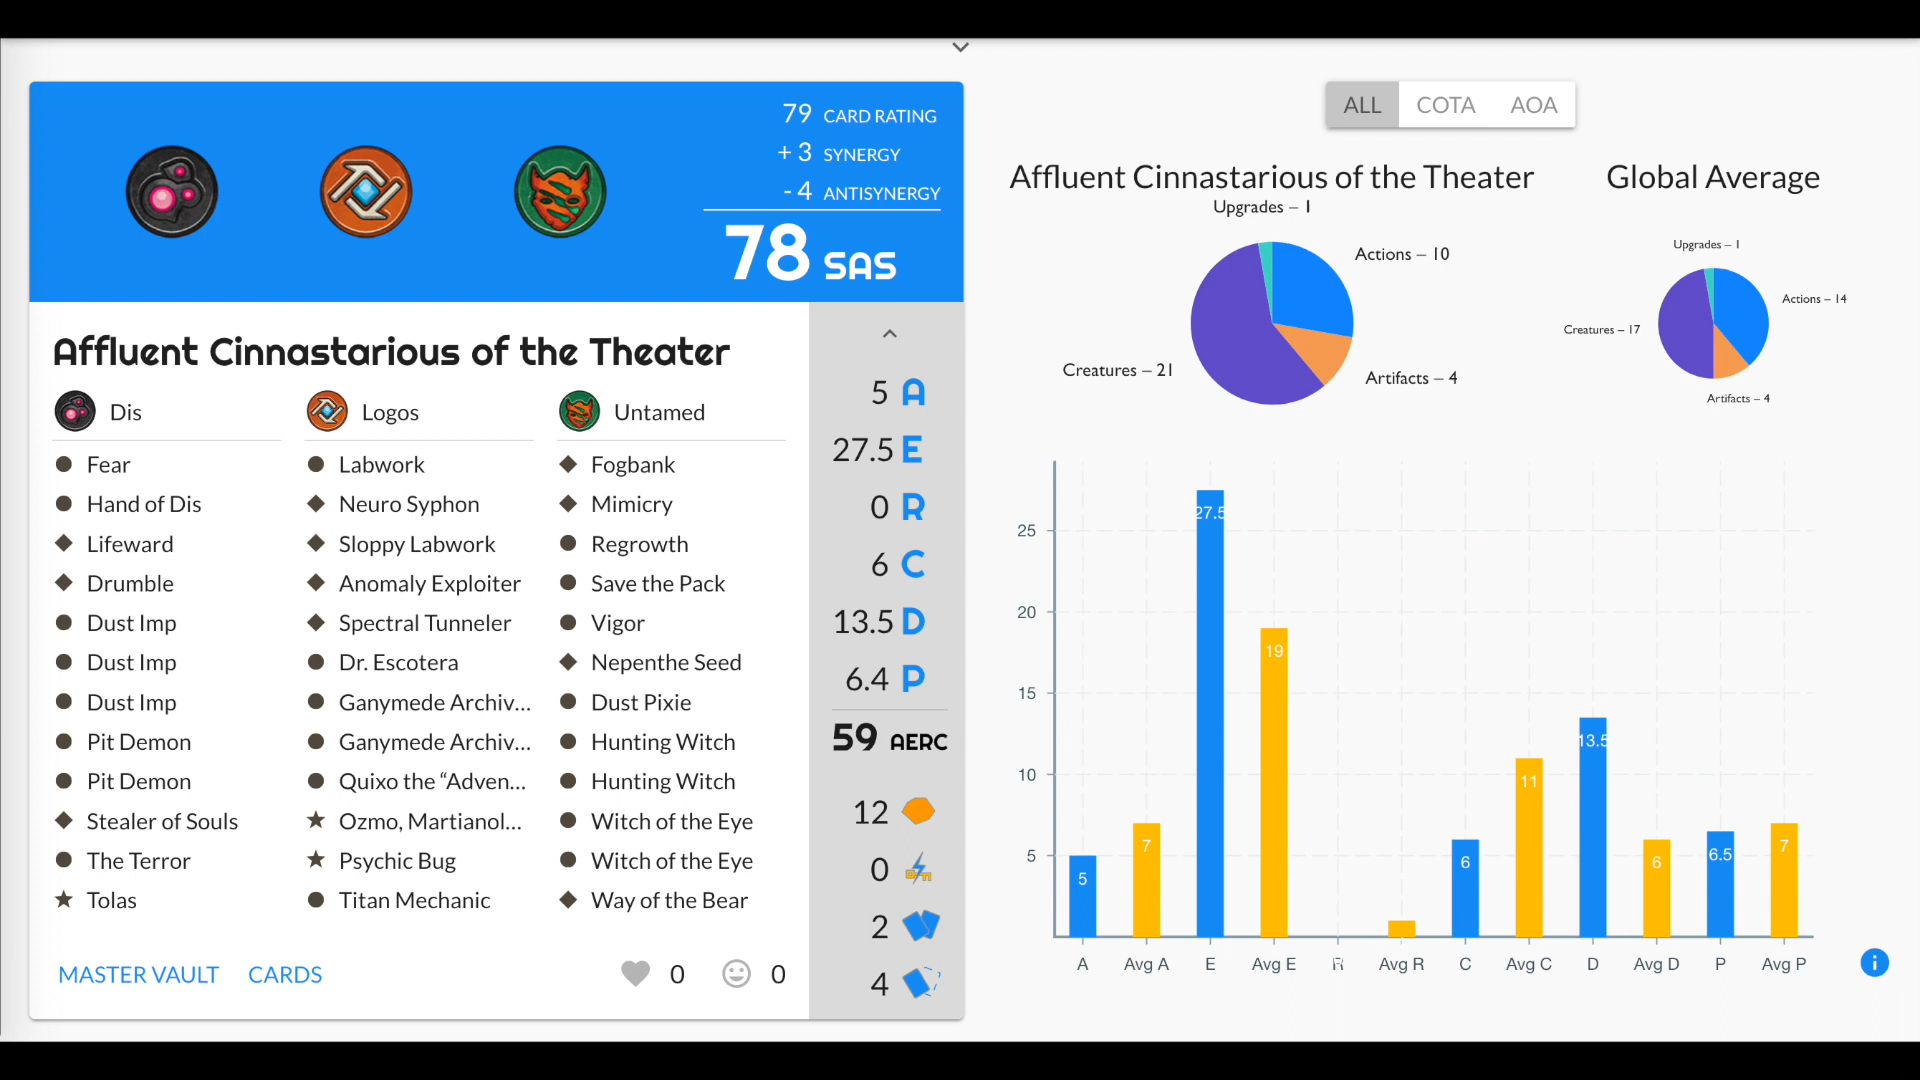 79 CARD RATING
+ 3 SYNERGY
- 4 ANTISYNERGY
78 SAS
Affluent Cinnastarious of the Theater
Dis
Fear
Hand of Dis
Lifeward
Drumble
Dust Imp
Dust Imp
Dust Imp
Pit Demon
Pit Demon
Stealer of Souls
The Terror
Tolas
Logos
Labwork
Neuro Syphon
Sloppy Labwork
Anomaly Exploiter
Spectral Tunneler
Dr. Escotera
Ganymede Archiv...
Ganymede Archiv...
Quixo the “Adven...
Ozmo, Martianol...
Psychic Bug
Titan Mechanic
Untamed
Fogbank
Mimicry
Regrowth
Save the Pack
Vigor
Nepenthe Seed
Dust Pixie
Hunting Witch
Hunting Witch
Witch of the Eye
Witch of the Eye
Way of the Bear
MASTER VAULT CARDS
0 0
5 A
27.5 E
0 R
6 C
13.5 D
6.4 P
59 AERC
12
0
2
4
ALL COTA AOA
Affluent Cinnastarious of the Theater
Upgrades – 1
Actions – 10
Creatures – 21
Artifacts – 4
Global Average
Upgrades – 1
Actions – 14
Creatures – 17
Artifacts – 4
25
20
15
10
5
5
7
27.5
19
6
11
13.5
6
6.5
7
A Avg A E Avg E R Avg R C Avg C D Avg D P Avg P
i